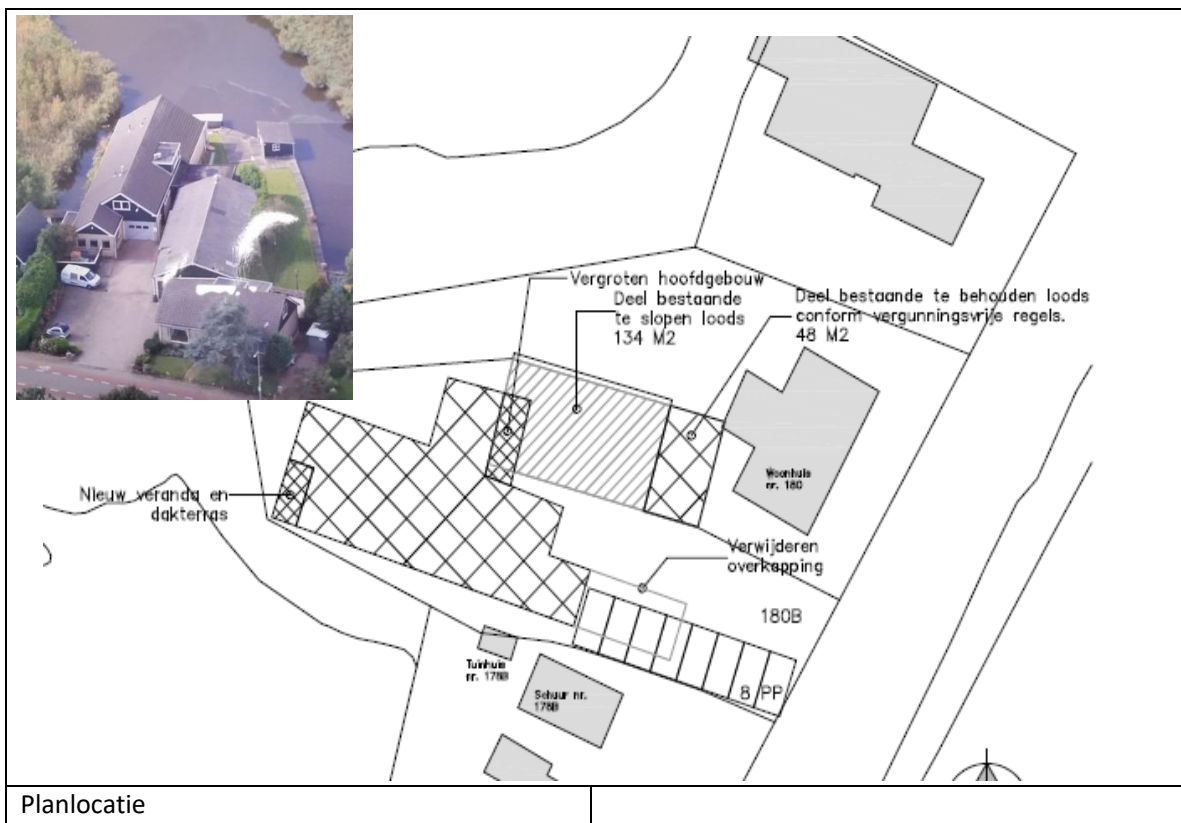 Vergroten hoofdgebouw
Deel bestaande
te slopen loods
134 M2
Deel bestaande te behouden loods
conform vergunningsvrije regels.
48 M2
Woonhuis
nr. 180
Nieuw veranda en
dakterras
Verwijderen
overkapping
180B
Tuinhuis
nr. 178B
Schuur nr.
178B
8 PP
Planlocatie